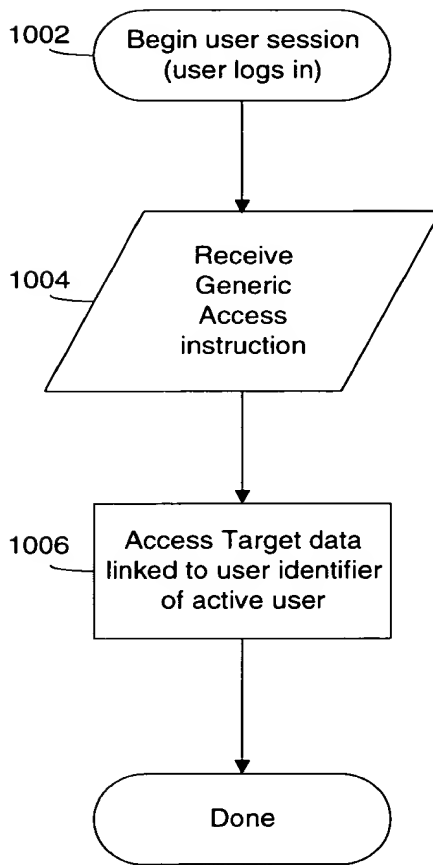 1002
Begin user session
(user logs in)
1004
Receive
Generic
Access
instruction
1006
Access Target data
linked to user identifier
of active user
Done